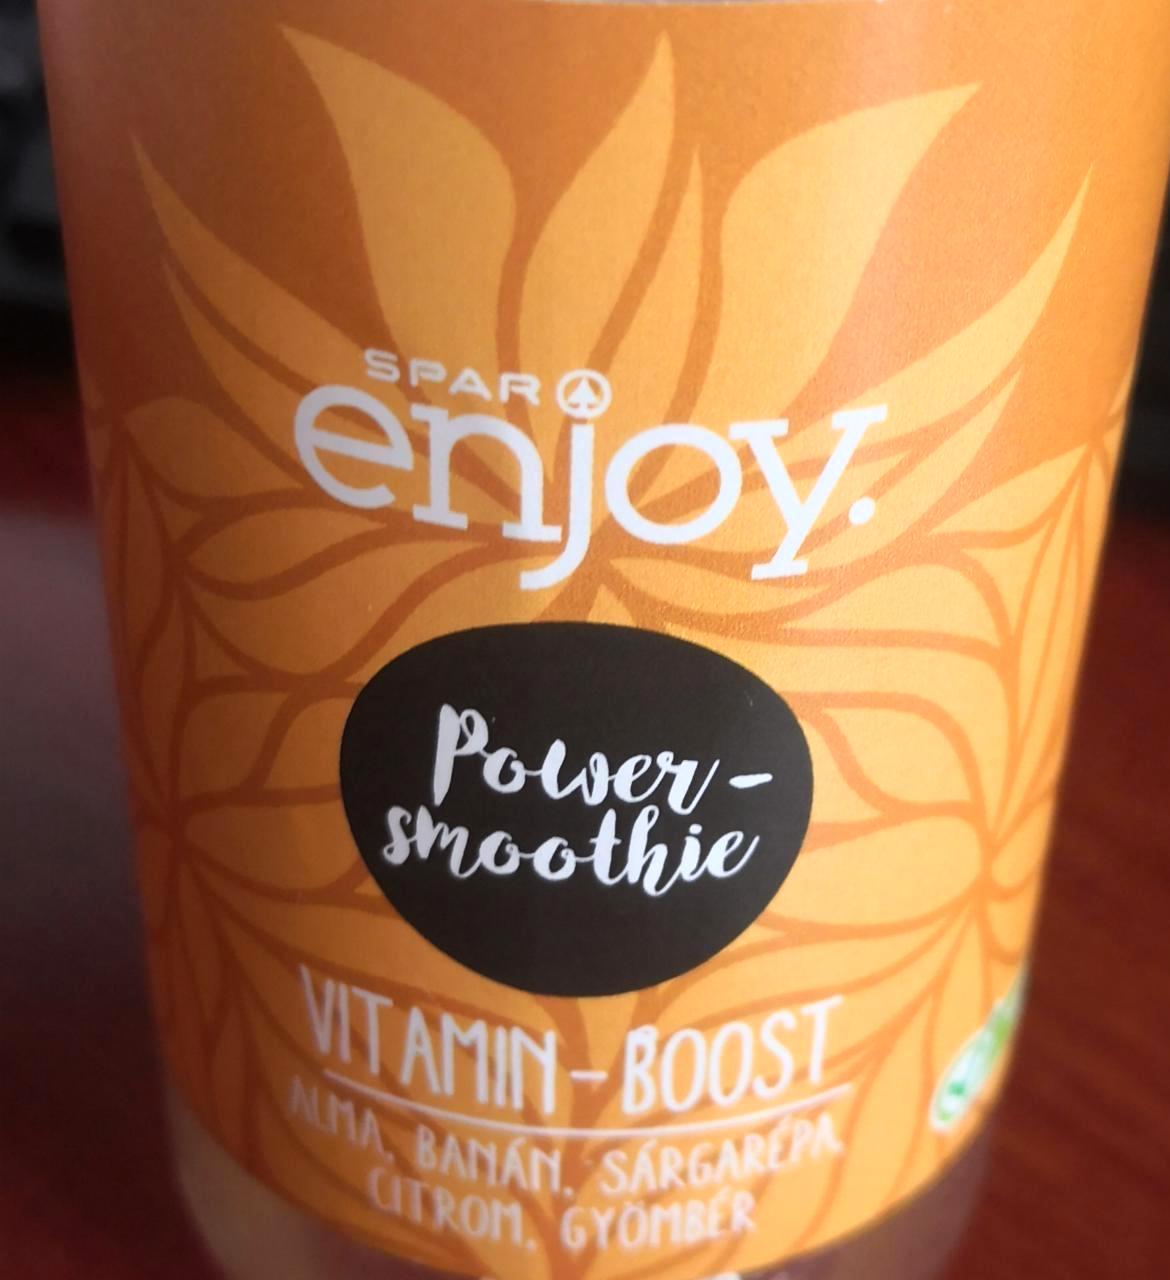 SPAR
enjoy.
Power-
smoothie
VITAMIN-BOOST
ALMA, BANÁN, SÁRGARÉPA,
CITROM, GYÖMBÉR